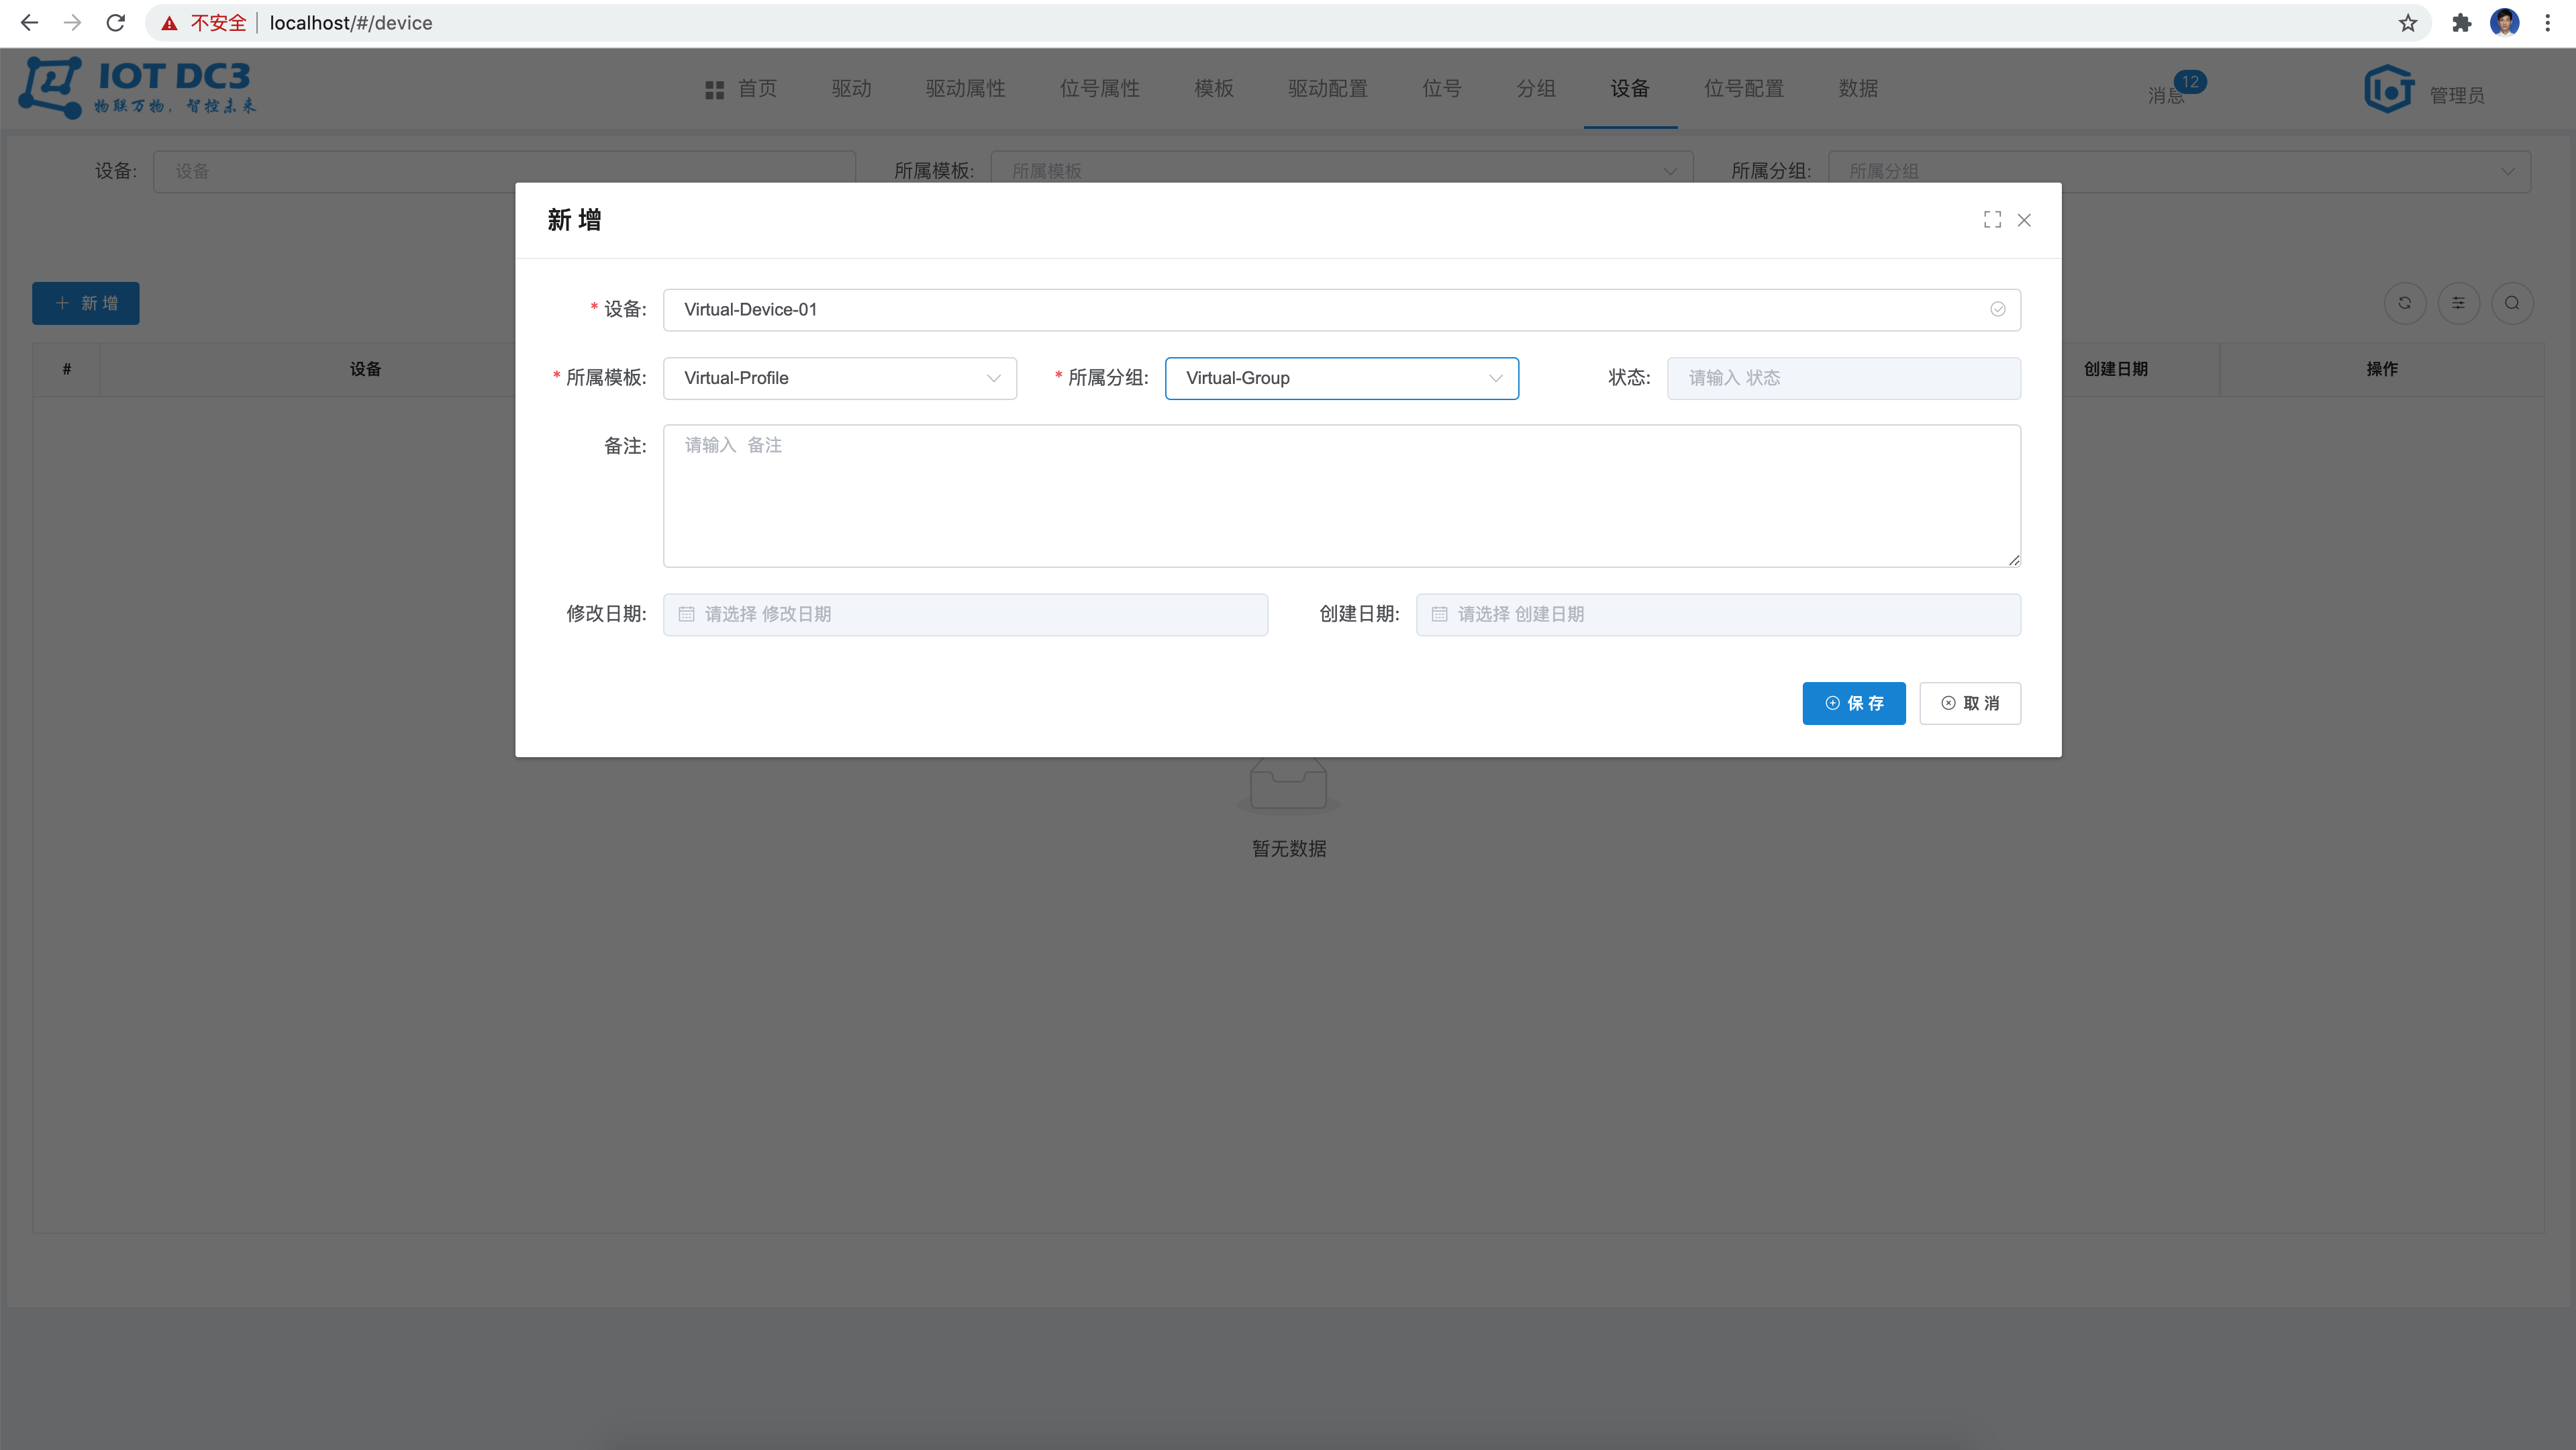 不安全 localhost/#/device
IOT DC3
物联万物，智控未来
首页 驱动 驱动属性 位号属性 模板 驱动配置 位号 分组 设备 位号配置 数据
消息 12
管理员
设备: 设备 所属模板: 所属模板 所属分组: 所属分组
新 增
* 设备: Virtual-Device-01
* 所属模板: Virtual-Profile * 所属分组: Virtual-Group 状态: 请输入 状态
备注: 请输入 备注
修改日期: 请选择 修改日期 创建日期: 请选择 创建日期
保 存 取 消
新 增
# 设备 创建日期 操作
暂无数据